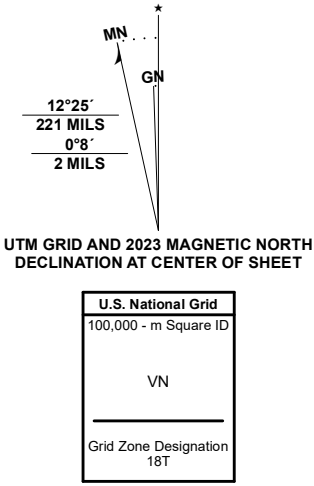 ★
MN
GN
12°25´
221 MILS
0°8´
2 MILS
UTM GRID AND 2023 MAGNETIC NORTH
DECLINATION AT CENTER OF SHEET
U.S. National Grid
100,000 - m Square ID
VN
Grid Zone Designation
18T